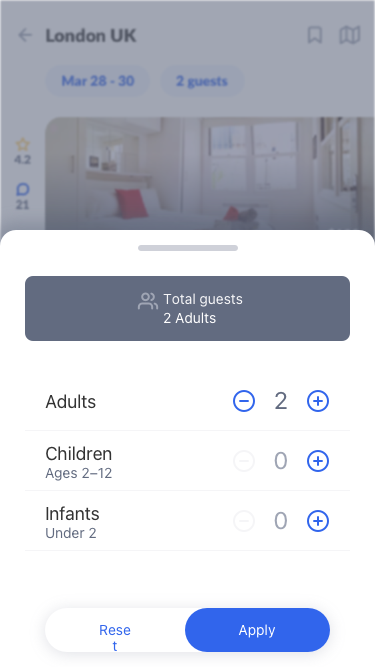 London UK
Mar 28 - 30
2 guests
4.2
21
Total guests
2 Adults
Adults
2
Children
0
Ages 2–12
Infants
0
Under 2
Rese
t
Apply